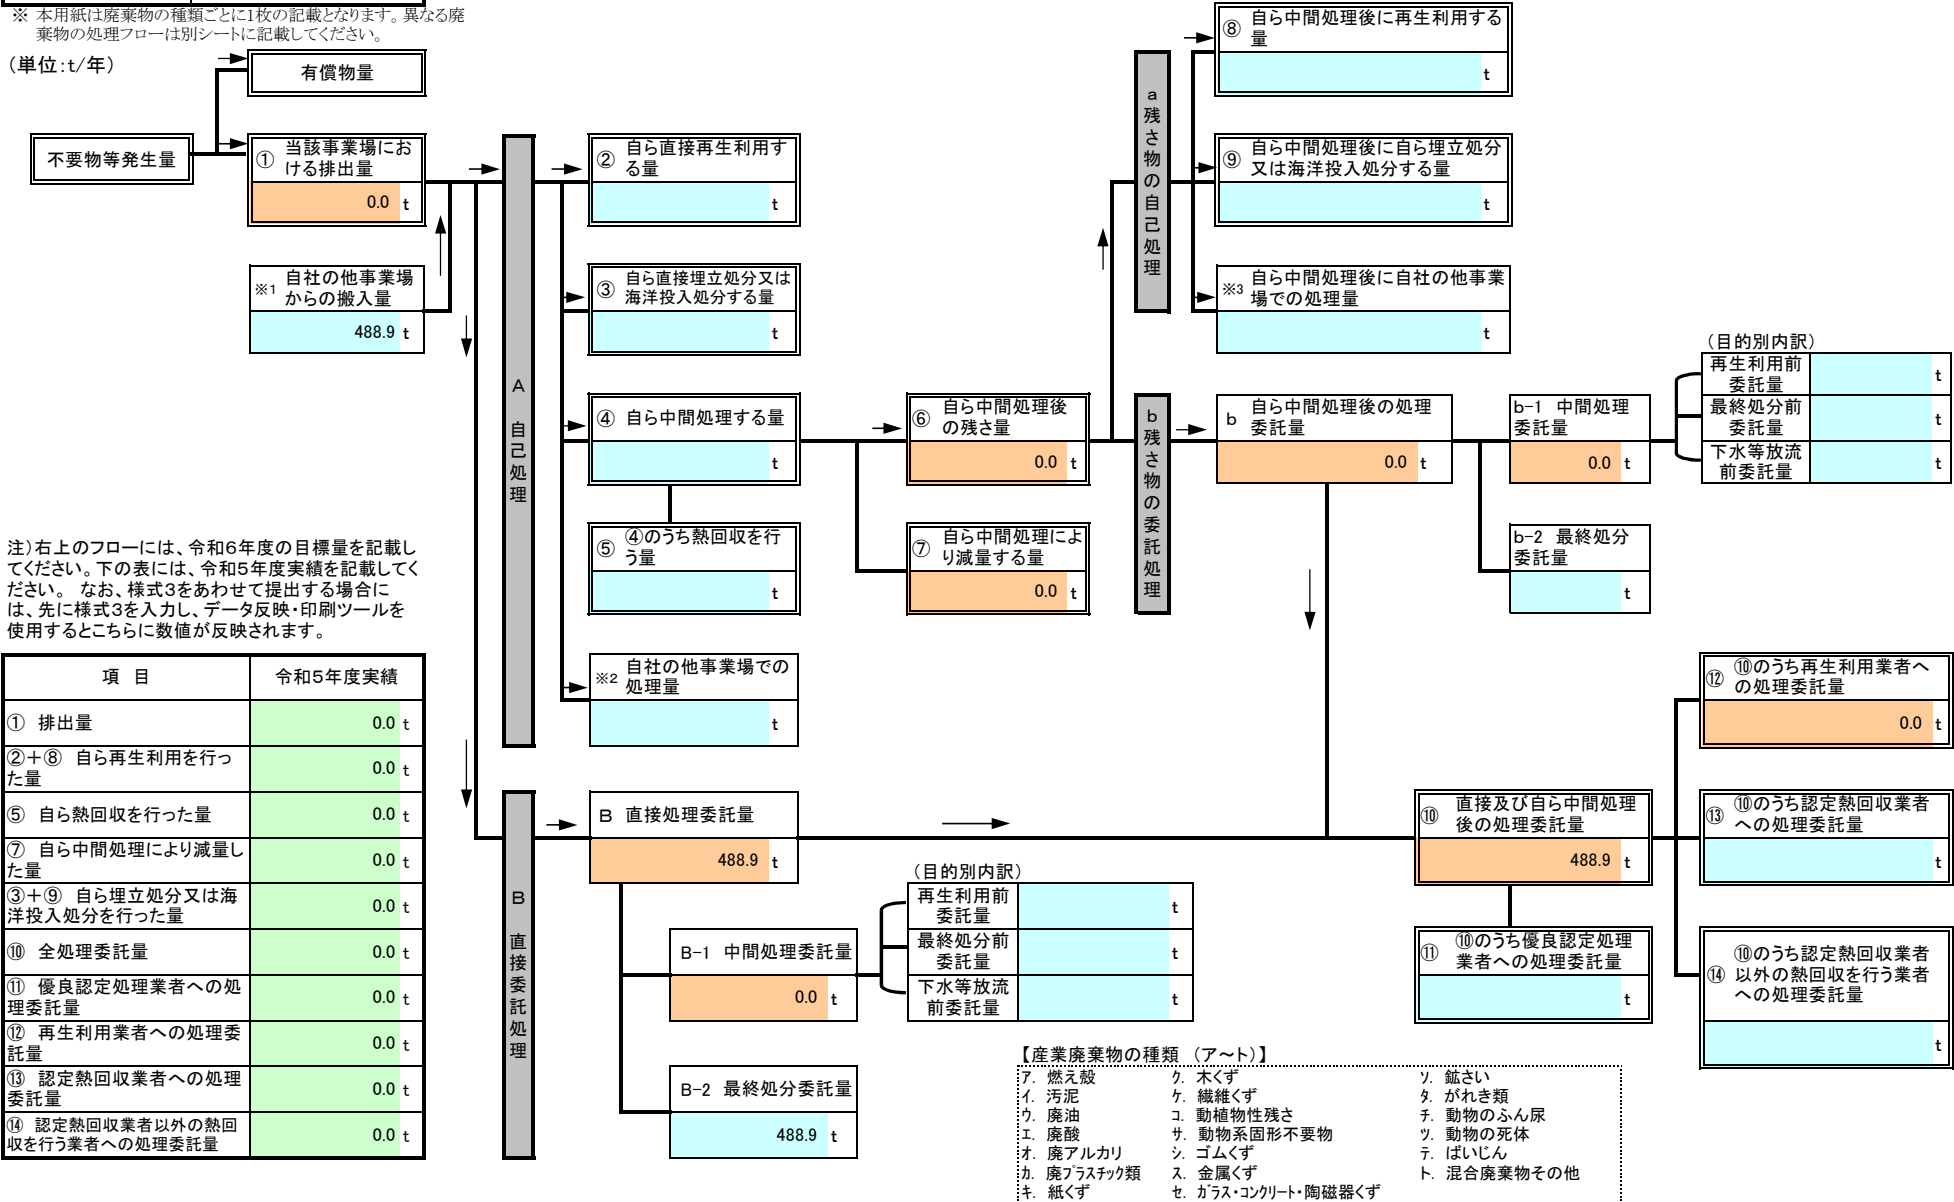 ※ 本用紙は廃棄物の種類ごとに1枚の記載となります。異なる廃
棄物の処理フローは別シートに記載してください。
（単位：t/年）
有償物量
不要物等発生量
① 当該事業場にお
ける排出量
0.0 t
※1 自社の他事業場
からの搬入量
488.9 t
A 自己処理
② 自ら直接再生利用す
る量
t
③ 自ら直接埋立処分又は
海洋投入処分する量
t
④ 自ら中間処理する量
t
⑤ ④のうち熱回収を行
う量
t
※2 自社の他事業場での
処理量
t
⑥ 自ら中間処理後
の残さ量
0.0 t
⑦ 自ら中間処理によ
り減量する量
0.0 t
a 残さ物の自己処理
⑧ 自ら中間処理後に再生利用する
量
t
⑨ 自ら中間処理後に自ら埋立処分
又は海洋投入処分する量
t
※3 自ら中間処理後に自社の他事業
場での処理量
t
b 残さ物の委託処理
b 自ら中間処理後の処理
委託量
0.0 t
b-1 中間処理
委託量
0.0 t
（目的別内訳）
再生利用前
委託量
t
最終処分前
委託量
t
下水等放流
前委託量
t
b-2 最終処分
委託量
t
注）右上のフローには、令和6年度の目標量を記載し
てください。下の表には、令和5年度実績を記載してく
ださい。 なお、様式3をあわせて提出する場合に
は、先に様式3を入力し、データ反映・印刷ツールを
使用するとこちらに数値が反映されます。
項 目 令和5年度実績
① 排出量 0.0 t
②＋⑧ 自ら再生利用を行っ
た量 0.0 t
⑤ 自ら熱回収を行った量 0.0 t
⑦ 自ら中間処理により減量し
た量 0.0 t
③＋⑨ 自ら埋立処分又は海
洋投入処分を行った量 0.0 t
⑩ 全処理委託量 0.0 t
⑪ 優良認定処理業者への処
理委託量 0.0 t
⑫ 再生利用業者への処理委
託量 0.0 t
⑬ 認定熱回収業者への処理
委託量 0.0 t
⑭ 認定熱回収業者以外の熱回
収を行う業者への処理委託量 0.0 t
B 直接委託処理
B 直接処理委託量
488.9 t
B-1 中間処理委託量
0.0 t
（目的別内訳）
再生利用前
委託量
t
最終処分前
委託量
t
下水等放流
前委託量
t
B-2 最終処分委託量
488.9 t
⑩ 直接及び自ら中間処理
後の処理委託量
488.9 t
⑪ ⑩のうち優良認定処理
業者への処理委託量
t
⑫ ⑩のうち再生利用業者へ
の処理委託量
0.0 t
⑬ ⑩のうち認定熱回収業者
への処理委託量
t
⑭ ⑩のうち認定熱回収業者
以外の熱回収を行う業者
への処理委託量
t
【産業廃棄物の種類 （ア～ト）】
ア. 燃え殻 ク. 木くず ソ. 鉱さい
イ. 汚泥 ケ. 繊維くず タ. がれき類
ウ. 廃油 コ. 動植物性残さ チ. 動物のふん尿
エ. 廃酸 サ. 動物系固形不要物 ツ. 動物の死体
オ. 廃アルカリ シ. ゴムくず テ. ばいじん
カ. 廃プラスチック類 ス. 金属くず ト. 混合廃棄物その他
キ. 紙くず セ. ガラス・コンクリート・陶磁器くず